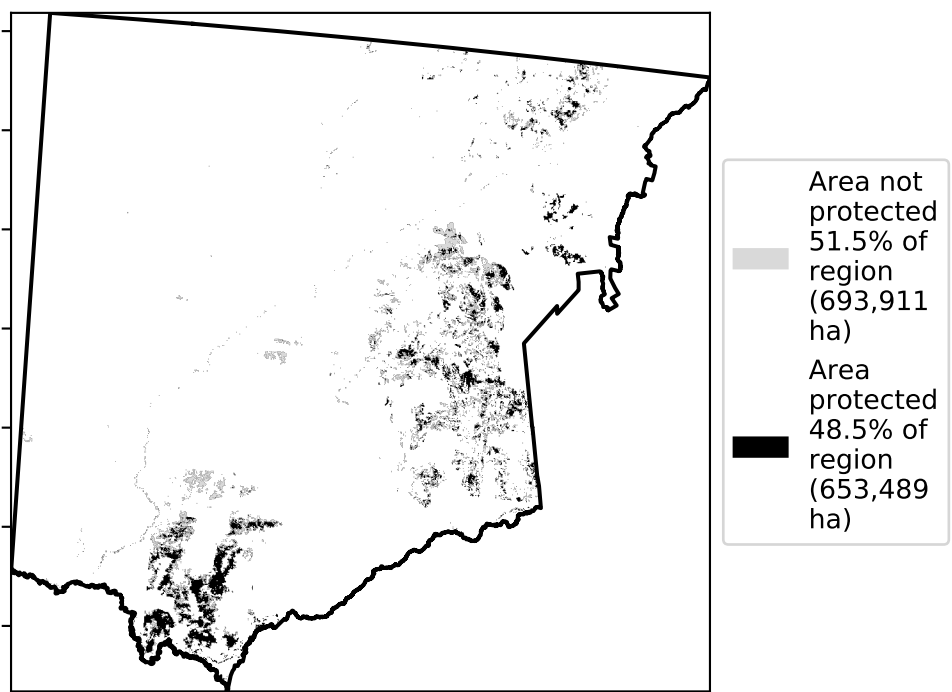 Area not
protected
51.5% of
region
(693,911
ha)
Area
protected
48.5% of
region
(653,489
ha)